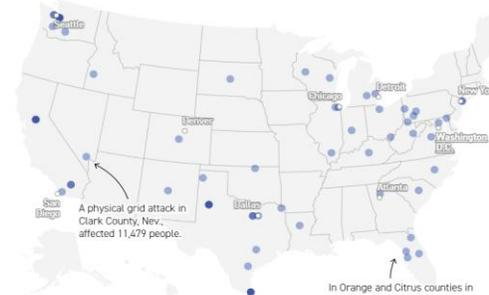 Seattle
Detroit
Chicago
New Yo
Denver
Washington
D.C.
San
Diego
Dallas
Atlanta
A physical grid attack in
Clark County, Nev.,
affected 11,479 people.
In Orange and Citrus counties in